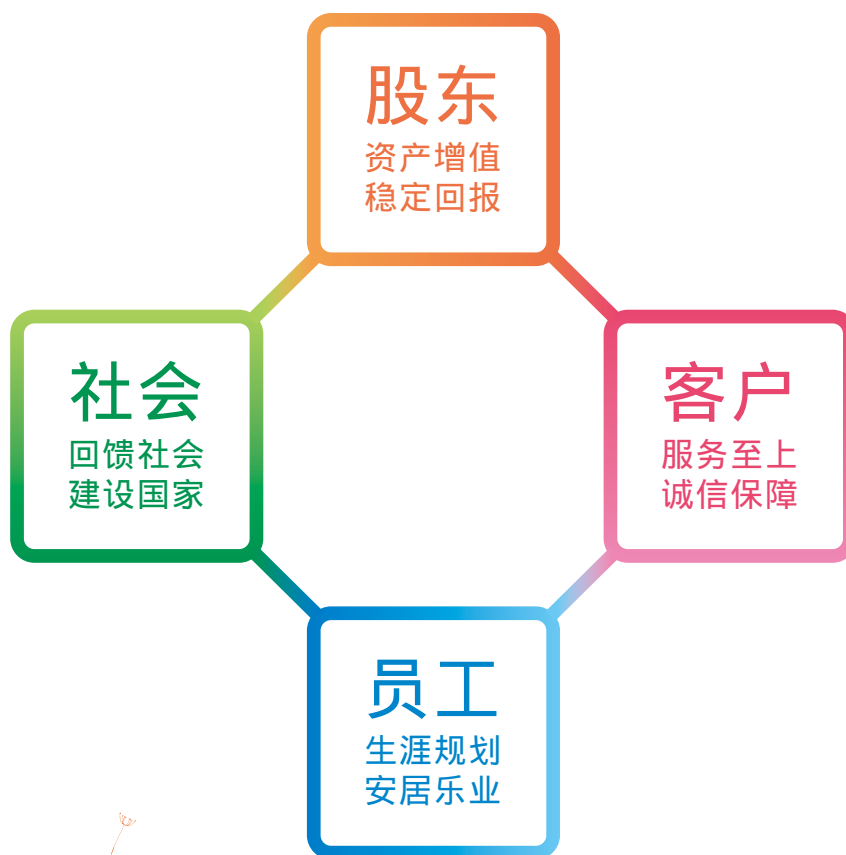 股东
资产增值
稳定回报
社会
回馈社会
建设国家
客户
服务至上
诚信保障
员工
生涯规划
安居乐业